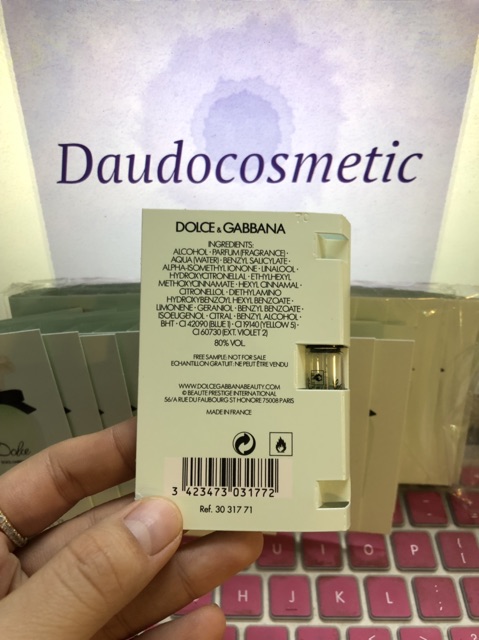 Daudocosmetic
DOLCE & GABBANA
INGREDIENTS:
ALCOHOL • PARFUM (FRAGRANCE) •
AQUA (WATER) • BENZYL SALICYLATE •
ALPHA-ISOMETHYL IONONE • LINALOOL •
HYDROXYCITRONELLAL • ETHYLHEXYL
METHOXYCINNAMATE • HEXYL CINNAMAL •
CITRONELLOL • DIETHYLAMINO
HYDROXYBENZOYL HEXYL BENZOATE •
LIMONENE • GERANIOL • BENZYL BENZOATE •
ISOEUGENOL • CITRAL • BENZYL ALCOHOL •
BHT • CI 42090 (BLUE 1) • CI 19140 (YELLOW 5) •
CI 60730 (EXT. VIOLET 2)
80% VOL.
FREE SAMPLE: NOT FOR SALE
ECHANTILLON GRATUIT : NE PEUT ÊTRE VENDU
WWW.DOLCEGABBANABEAUTY.COM
© BEAUTE PRESTIGE INTERNATIONAL
56/A RUE DU FAUBOURG ST HONORE 75008 PARIS
MADE IN FRANCE
3 423473 031772
Ref. 30 317 71
Dolce
U I O P
H J K L